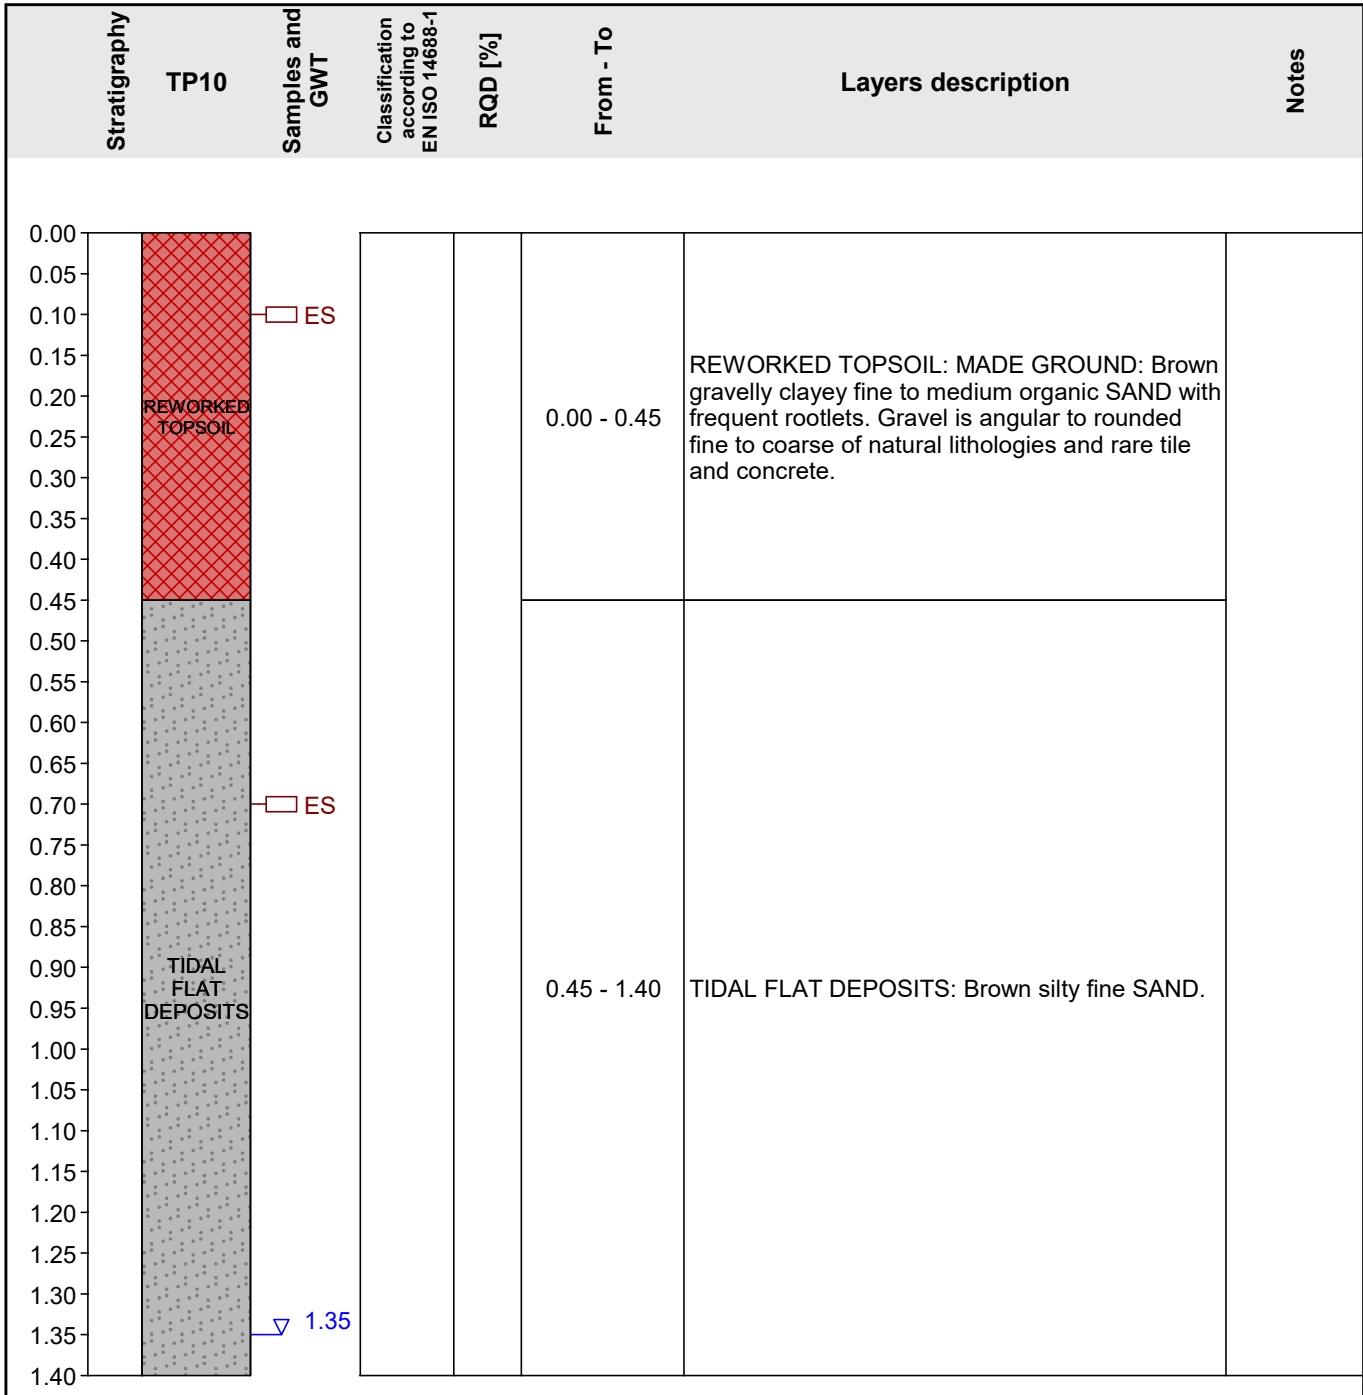 Stratigraphy
TP10
Samples and
GWT
Classification
according to
EN ISO 14688-1
RQD [%]
From - To
Layers description
Notes
0.00
0.05
0.10
0.15
0.20
0.25
0.30
0.35
0.40
0.45
0.50
0.55
0.60
0.65
0.70
0.75
0.80
0.85
0.90
0.95
1.00
1.05
1.10
1.15
1.20
1.25
1.30
1.35
1.40
REWORKED
TOPSOIL
ES
0.00 - 0.45
REWORKED TOPSOIL: MADE GROUND: Brown
gravelly clayey fine to medium organic SAND with
frequent rootlets. Gravel is angular to rounded
fine to coarse of natural lithologies and rare tile
and concrete.
ES
TIDAL
FLAT
DEPOSITS
0.45 - 1.40
TIDAL FLAT DEPOSITS: Brown silty fine SAND.
1.35